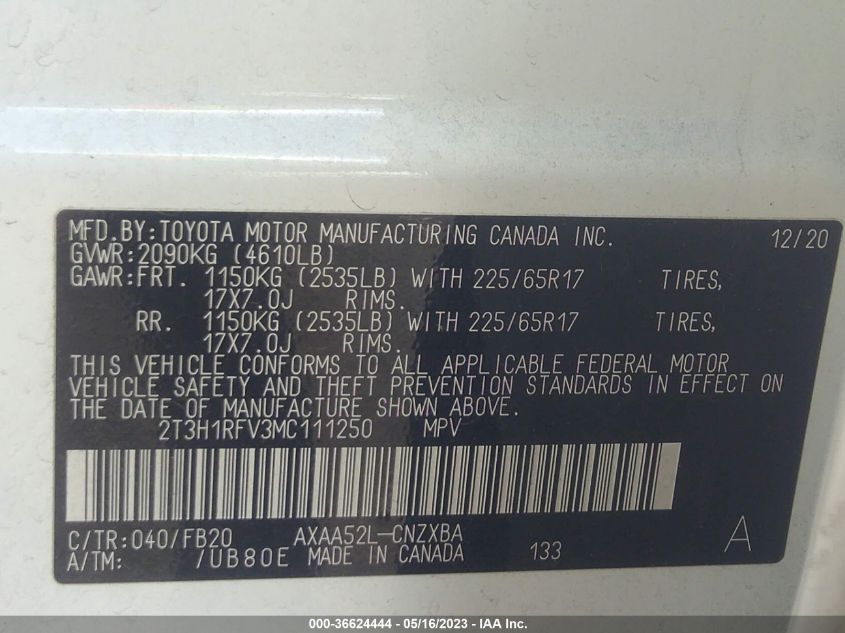 MFD.BY:TOYOTA MOTOR MANUFACTURING CANADA INC. 12/20
GVWR:2090KG (4610LB)
GAWR:FRT. 1150KG (2535LB) WITH 225/65R17 TIRES,
17X7.0J RIMS.
RR. 1150KG (2535LB) WITH 225/65R17 TIRES,
17X7.0J RIMS.
THIS VEHICLE CONFORMS TO ALL APPLICABLE FEDERAL MOTOR
VEHICLE SAFETY AND THEFT PREVENTION STANDARDS IN EFFECT ON
THE DATE OF MANUFACTURE SHOWN ABOVE.
2T3H1RFV3MC111250 MPV
C/TR:040/FB20 AXAA52L-CNZXBA A
A/TM: /UB80E MADE IN CANADA 133
000-36624444 - 05/16/2023 - IAA Inc.